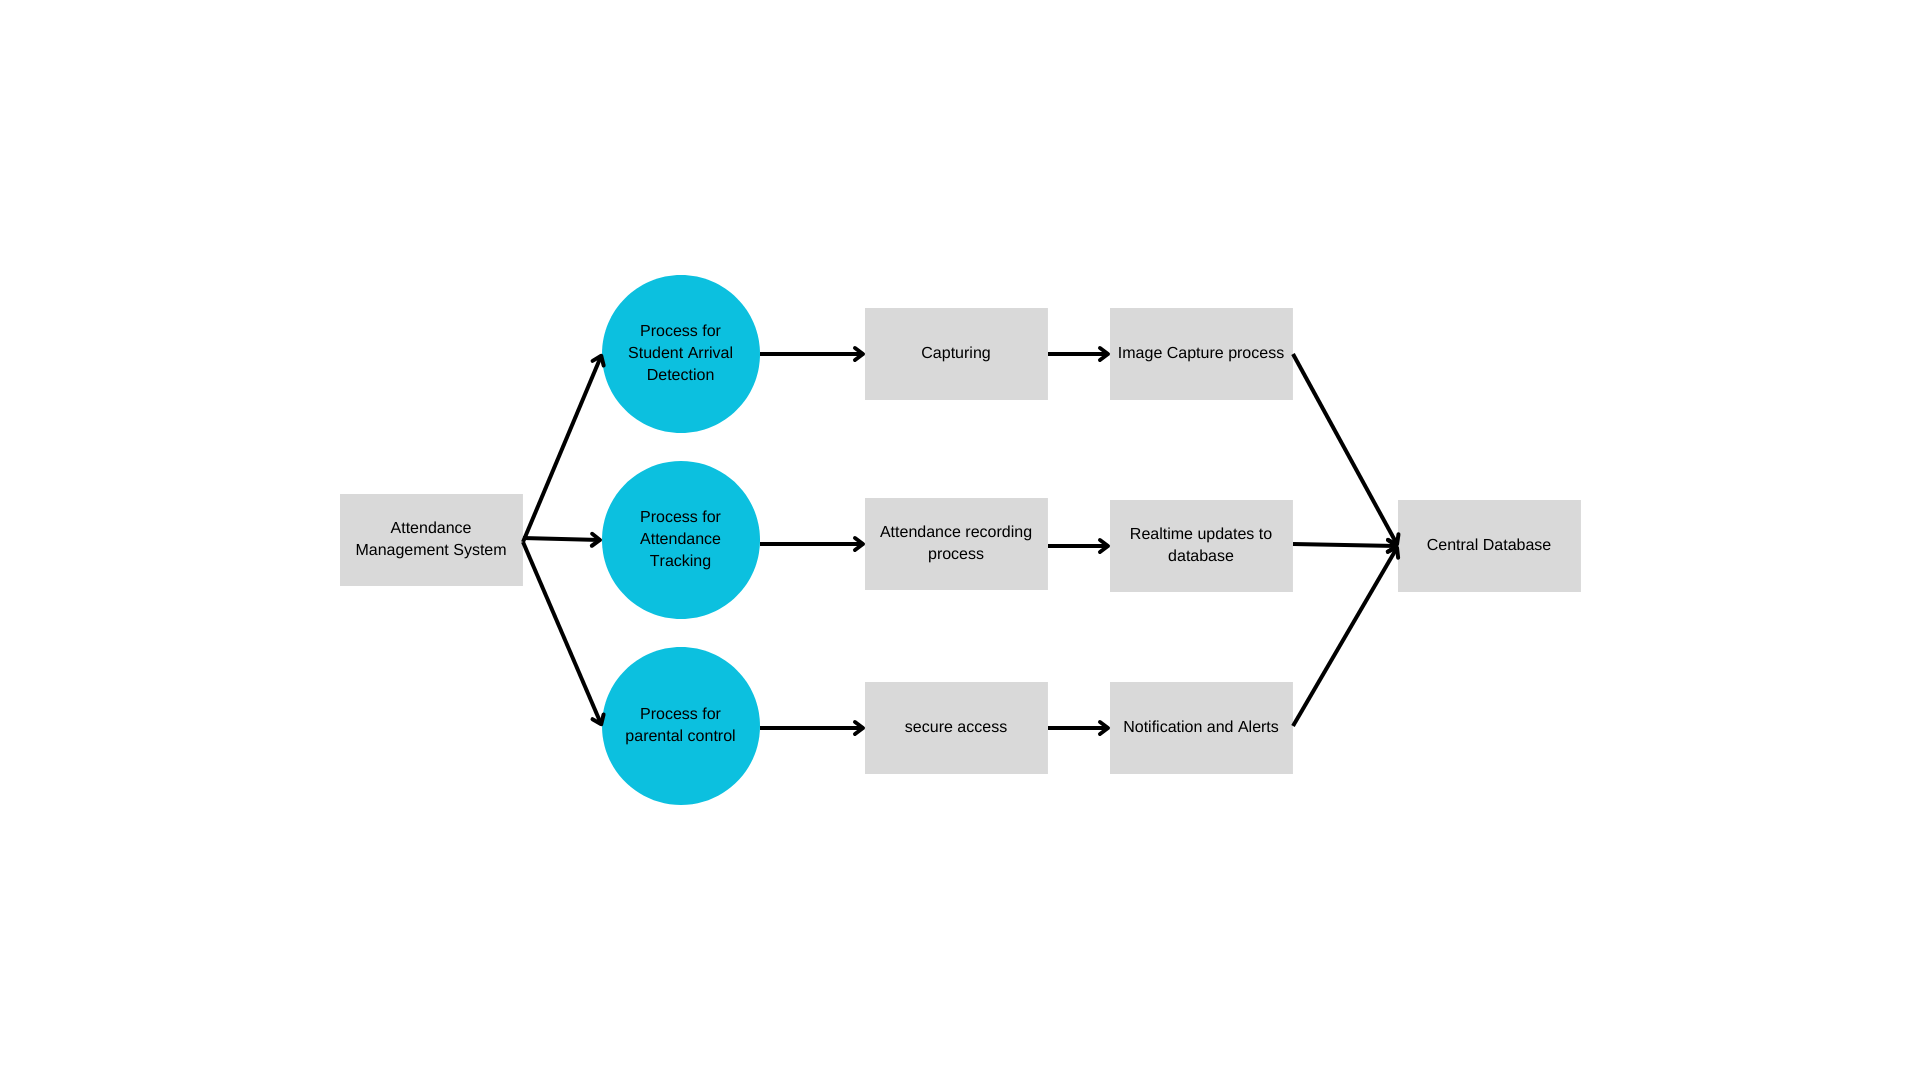 Process for
Student Arrival
Detection
Capturing
Image Capture process
Attendance
Management System
Process for
Attendance
Tracking
Attendance recording
process
Realtime updates to
database
Central Database
Process for
parental control
secure access
Notification and Alerts